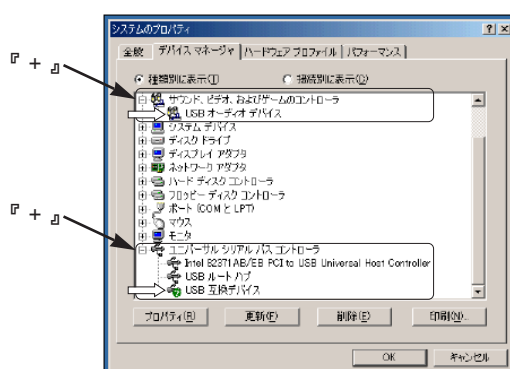 システムのプロパティ
全般 デバイス マネージャ ハードウェア プロファイル パフォーマンス
種類別に表示(T) 接続別に表示(C)
『 + 』
サウンド、ビデオ、およびゲームのコントローラ
USB オーディオ デバイス
システム デバイス
ディスク ドライブ
ディスプレイ アダプタ
ネットワーク アダプタ
ハード ディスク コントローラ
フロッピー ディスク コントローラ
ポート (COM と LPT)
マウス
モニタ
『 + 』
ユニバーサル シリアル バス コントローラ
Intel 82371AB/EB PCI to USB Universal Host Controller
USB ルート ハブ
USB 互換デバイス
プロパティ(R) 更新(F) 削除(E) 印刷(N)...
OK キャンセル